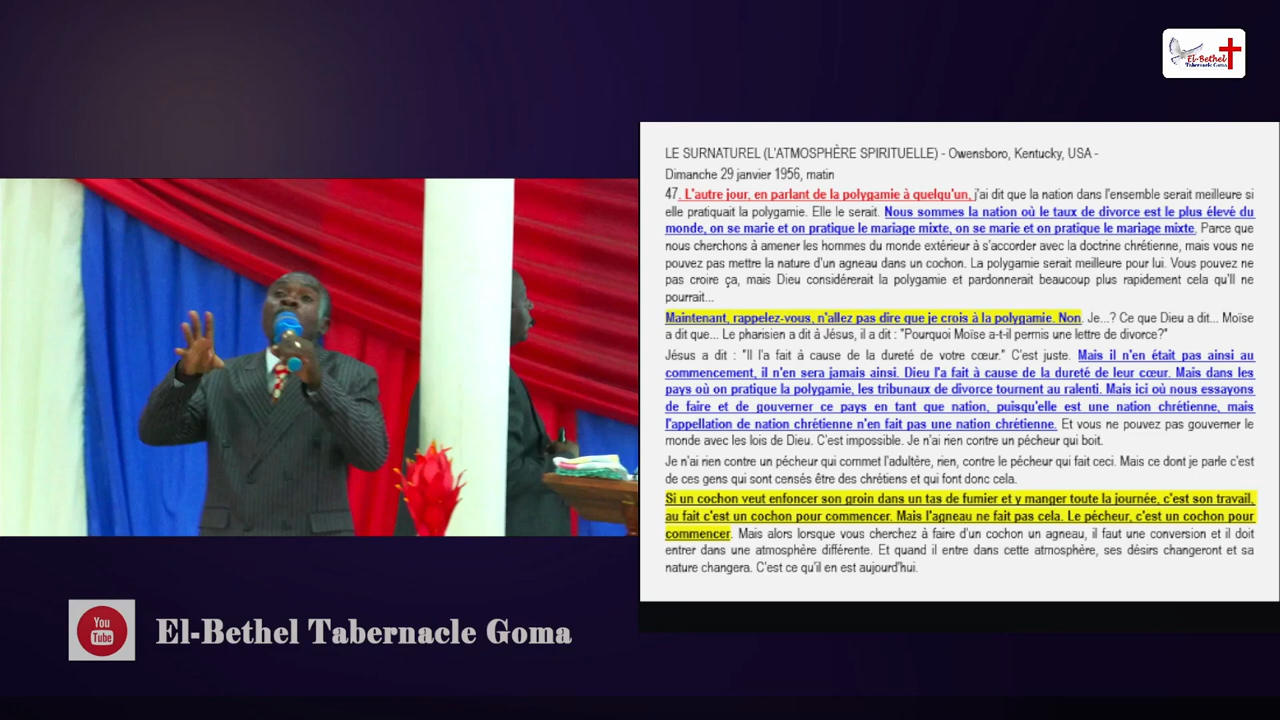 El-Bethel
Tabernacle Goma
LE SURNATUREL (L'ATMOSPHÈRE SPIRITUELLE) - Owensboro, Kentucky, USA -
Dimanche 29 janvier 1956, matin
47. L'autre jour, en parlant de la polygamie à quelqu'un, j'ai dit que la nation dans l'ensemble serait meilleure si
elle pratiquait la polygamie. Elle le serait. Nous sommes la nation où le taux de divorce est le plus élevé du
monde, on se marie et on pratique le mariage mixte, on se marie et on pratique le mariage mixte. Parce que
nous cherchons à amener les hommes du monde extérieur à s'accorder avec la doctrine chrétienne, mais vous ne
pouvez pas mettre la nature d'un agneau dans un cochon. La polygamie serait meilleure pour lui. Vous pouvez ne
pas croire ça, mais Dieu considérerait la polygamie et pardonnerait beaucoup plus rapidement cela qu'Il ne
pourrait...
Maintenant, rappelez-vous, n'allez pas dire que je crois à la polygamie. Non. Je...? Ce que Dieu a dit... Moïse
a dit que... Le pharisien a dit à Jésus, il a dit : "Pourquoi Moïse a-t-il permis une lettre de divorce?"
Jésus a dit : "Il l'a fait à cause de la dureté de votre cœur." C'est juste. Mais il n'en était pas ainsi au
commencement, il n'en sera jamais ainsi. Dieu l'a fait à cause de la dureté de leur cœur. Mais dans les
pays où on pratique la polygamie, les tribunaux de divorce tournent au ralenti. Mais ici où nous essayons
de faire et de gouverner ce pays en tant que nation, puisqu'elle est une nation chrétienne, mais
l'appellation de nation chrétienne n'en fait pas une nation chrétienne. Et vous ne pouvez pas gouverner le
monde avec les lois de Dieu. C'est impossible. Je n'ai rien contre un pécheur qui boit.
Je n'ai rien contre un pécheur qui commet l'adultère, rien, contre le pécheur qui fait ceci. Mais ce dont je parle c'est
de ces gens qui sont censés être des chrétiens et qui font donc cela.
Si un cochon veut enfoncer son groin dans un tas de fumier et y manger toute la journée, c'est son travail,
au fait c'est un cochon pour commencer. Mais l'agneau ne fait pas cela. Le pécheur, c'est un cochon pour
commencer. Mais alors lorsque vous cherchez à faire d'un cochon un agneau, il faut une conversion et il doit
entrer dans une atmosphère différente. Et quand il entre dans cette atmosphère, ses désirs changeront et sa
nature changera. C'est ce qu'il en est aujourd'hui.
You
Tube
El-Bethel Tabernacle Goma